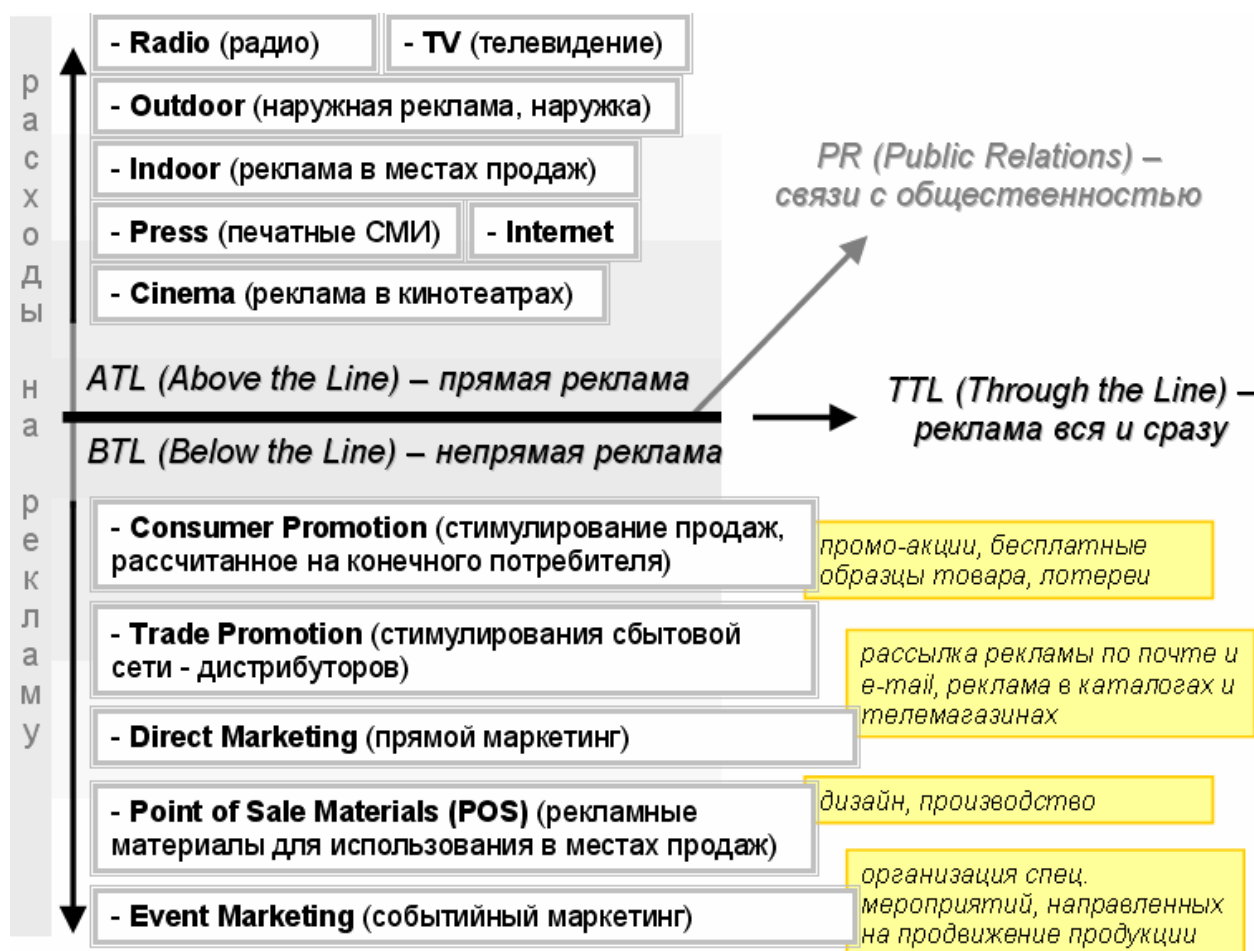 расходы на рекламу
- Radio (радио)
- TV (телевидение)
- Outdoor (наружная реклама, наружка)
- Indoor (реклама в местах продаж)
- Press (печатные СМИ)
- Internet
- Cinema (реклама в кинотеатрах)
PR (Public Relations) –
связи с общественностью
ATL (Above the Line) – прямая реклама
TTL (Through the Line) –
реклама вся и сразу
BTL (Below the Line) – непрямая реклама
- Consumer Promotion (стимулирование продаж,
рассчитанное на конечного потребителя)
промо-акции, бесплатные
образцы товара, лотереи
- Trade Promotion (стимулирования сбытовой
сети - дистрибуторов)
рассылка рекламы по почте и
e-mail, реклама в каталогах и
телемагазинах
- Direct Marketing (прямой маркетинг)
- Point of Sale Materials (POS) (рекламные
материалы для использования в местах продаж)
дизайн, производство
- Event Marketing (событийный маркетинг)
организация спец.
мероприятий, направленных
на продвижение продукции